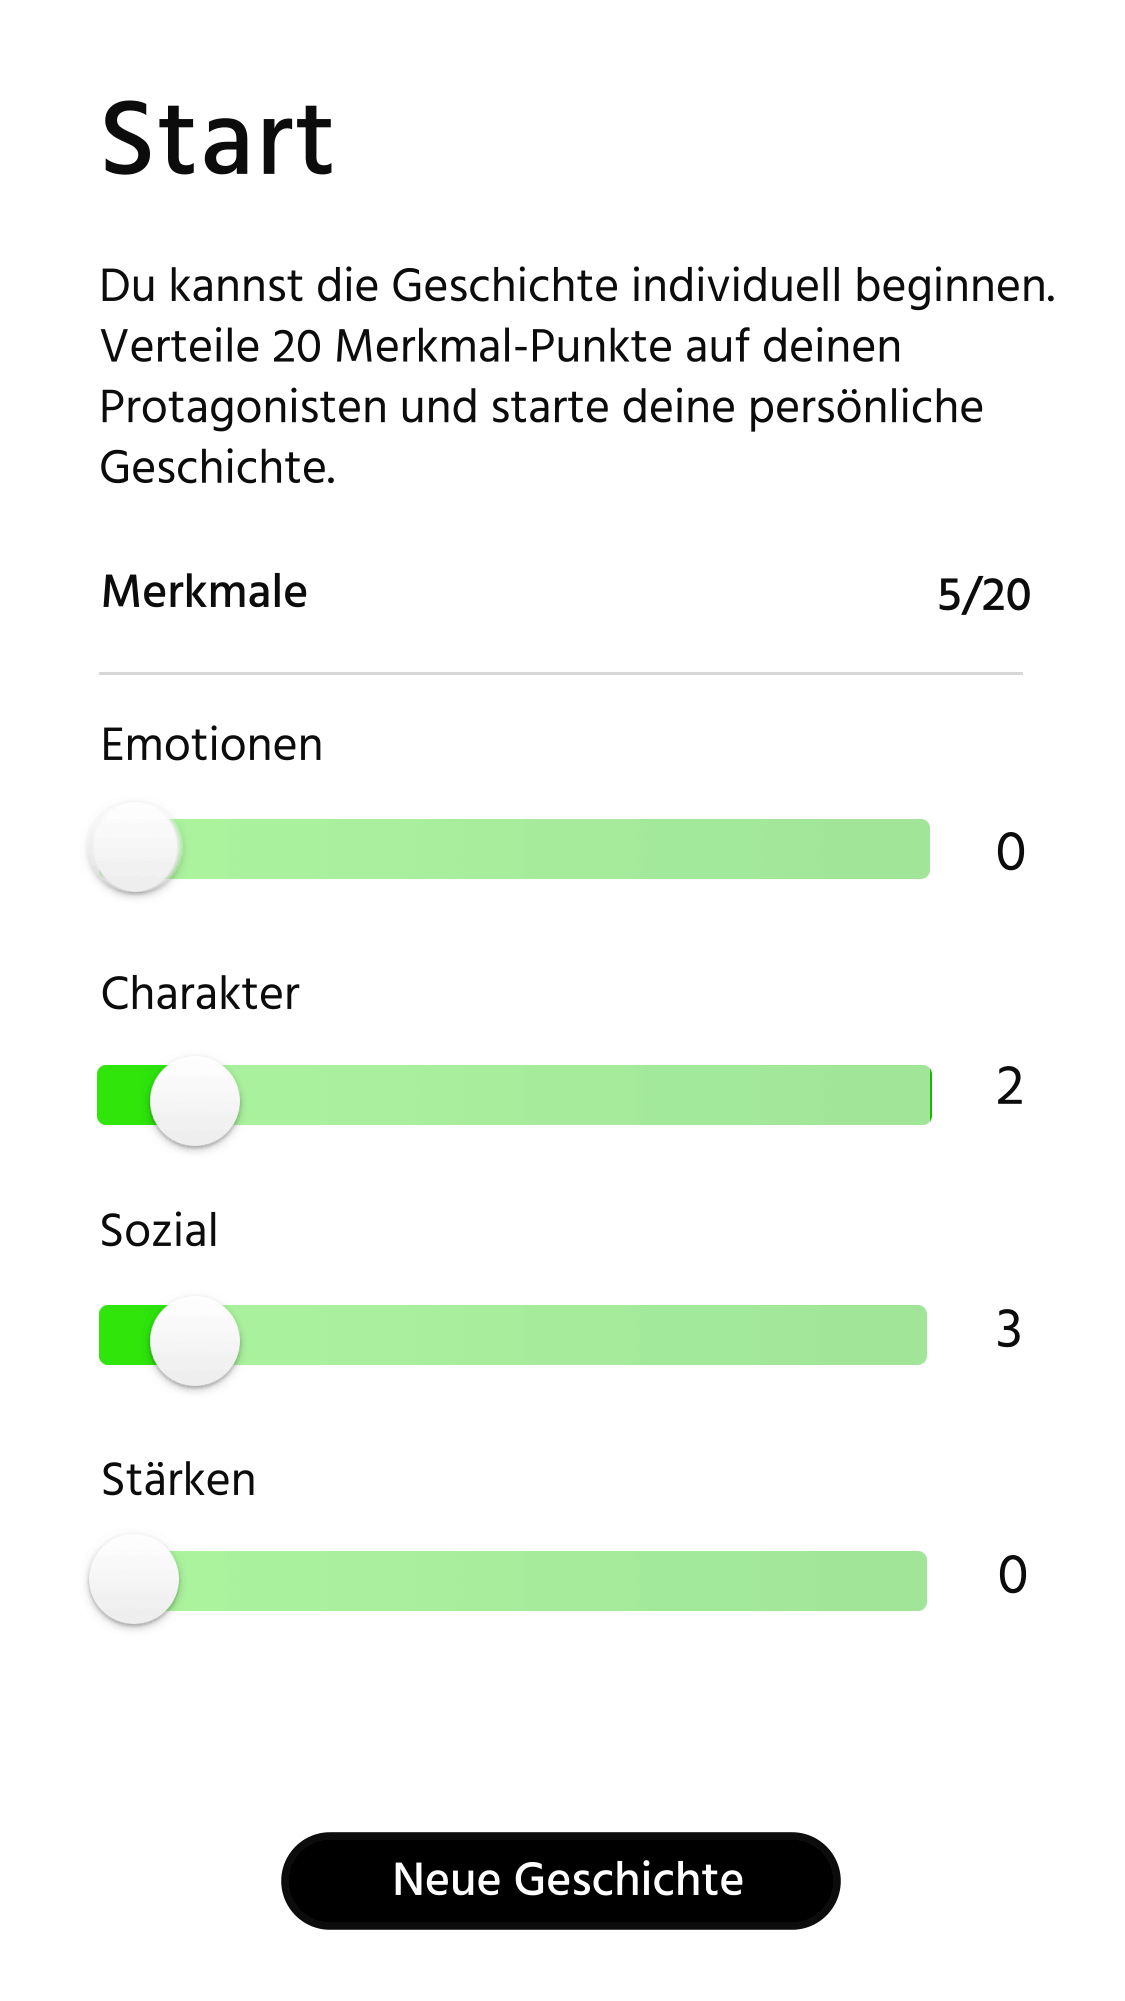 Start
Du kannst die Geschichte individuell beginnen.
Verteile 20 Merkmal-Punkte auf deinen
Protagonisten und starte deine persönliche
Geschichte.
Merkmale 5/20
Emotionen
0
Charakter
2
Sozial
3
Stärken
0
Neue Geschichte